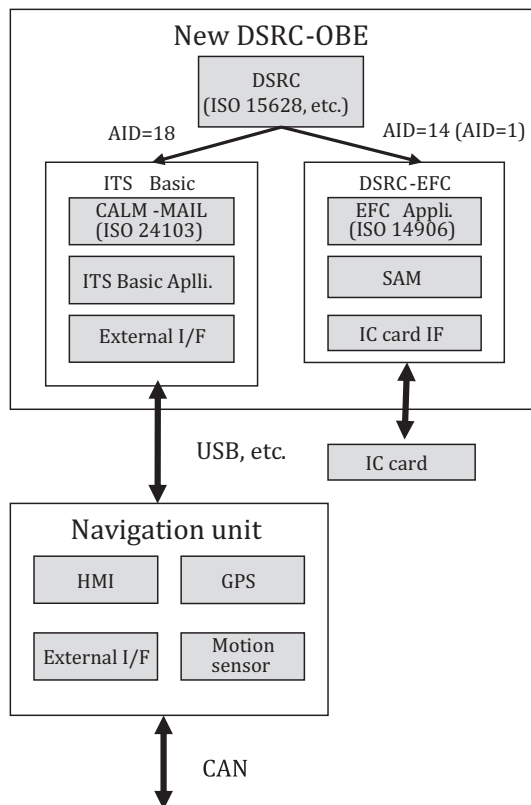 New DSRC-OBE
DSRC
(ISO 15628, etc.)
AID=18
AID=14 (AID=1)
ITS Basic
CALM -MAIL
(ISO 24103)
ITS Basic Aplli.
External I/F
DSRC-EFC
EFC Appli.
(ISO 14906)
SAM
IC card IF
USB, etc.
IC card
Navigation unit
HMI
GPS
External I/F
Motion
sensor
CAN